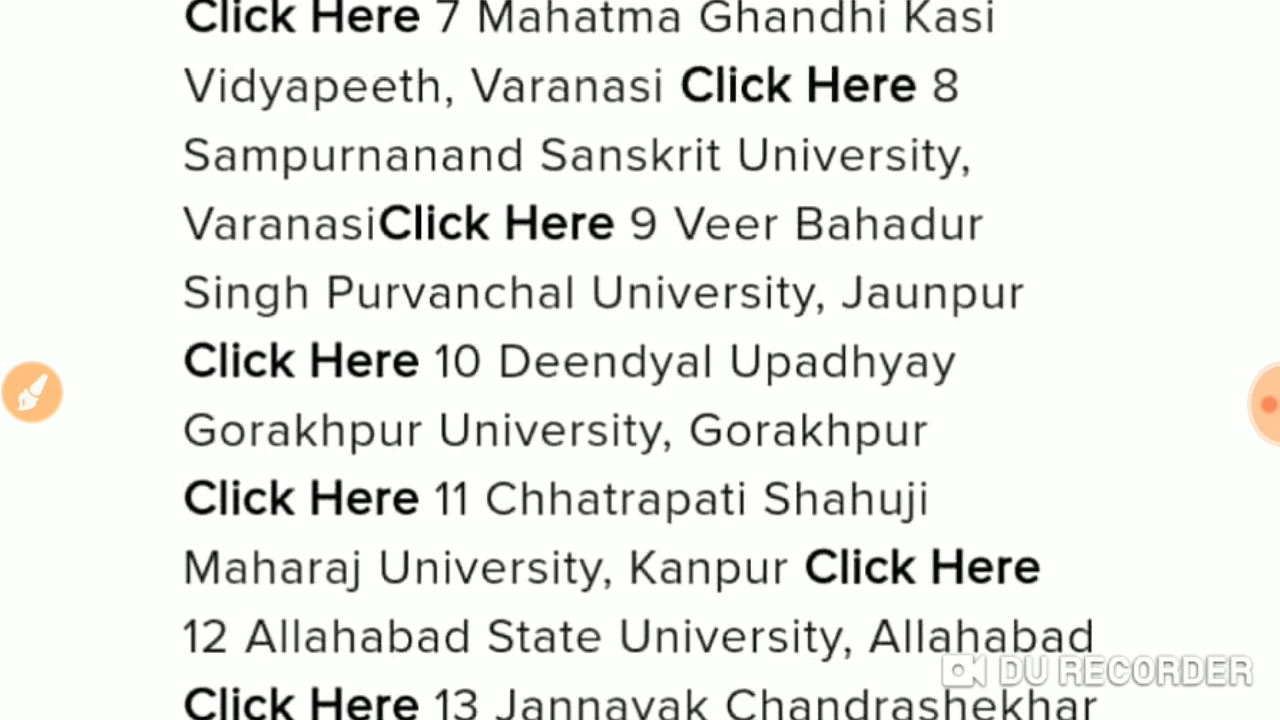 Click Here 7 Mahatma Ghandhi Kasi
Vidyapeeth, Varanasi Click Here 8
Sampurnanand Sanskrit University,
VaranasiClick Here 9 Veer Bahadur
Singh Purvanchal University, Jaunpur
Click Here 10 Deendyal Upadhyay
Gorakhpur University, Gorakhpur
Click Here 11 Chhatrapati Shahuji
Maharaj University, Kanpur Click Here
12 Allahabad State University, Allahabad
DU RECORDER
Click Here 13 Jannayak Chandrashekhar